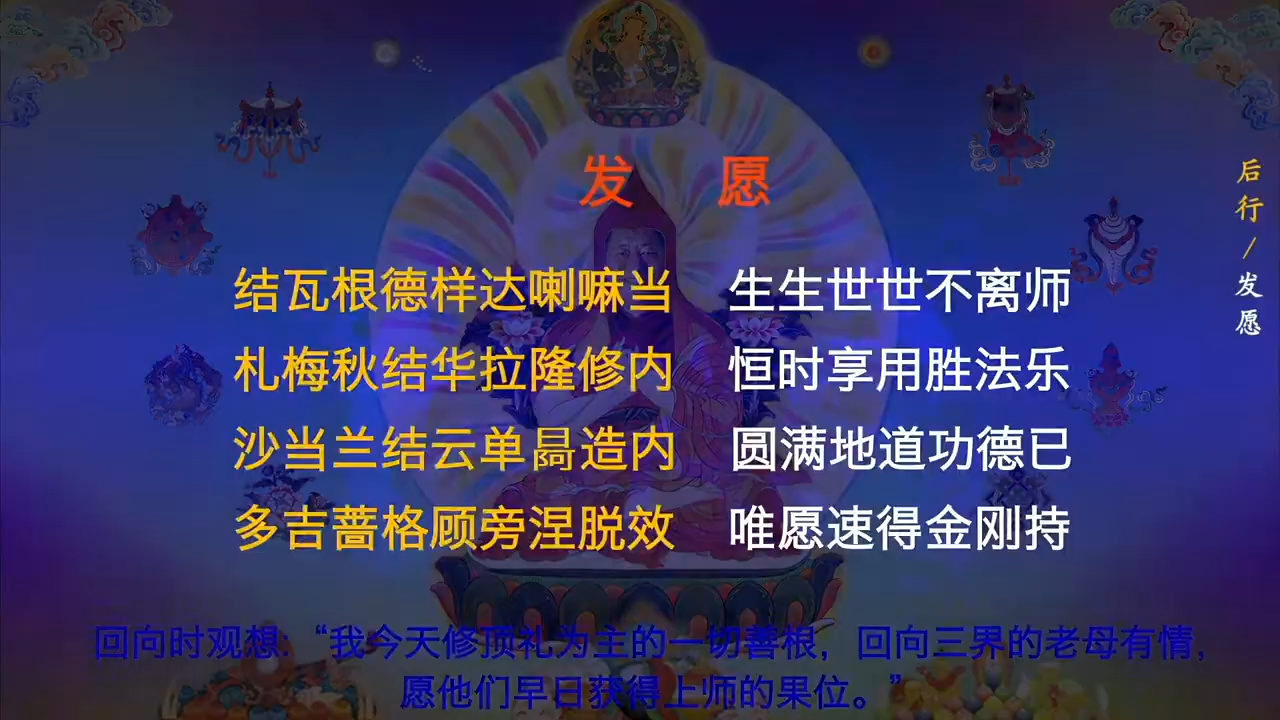 发 愿
结瓦根德样达喇嘛当 生生世世不离师
札梅秋结华拉隆修内 恒时享用胜法乐
沙当兰结云单曷造内 圆满地道功德已
多吉蔷格顾旁涅脱效 唯愿速得金刚持
回向时观想:“我今天修顶礼为主的一切善根，回向三界的老母有情，
愿他们早日获得上师的果位。”
后行/发愿